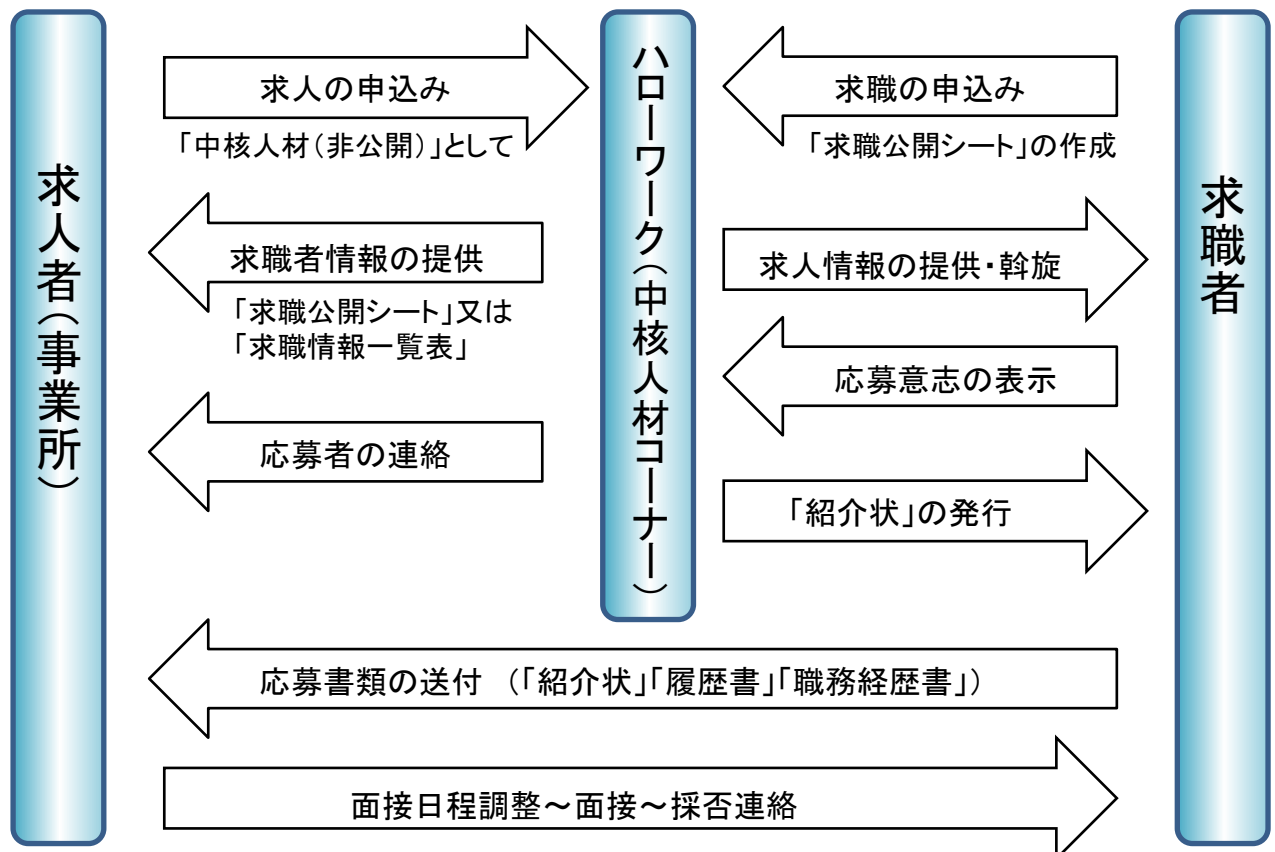 求人者（事業所）
ハローワーク（中核人材コーナー）
求職者
求人の申込み
「中核人材（非公開）」として
求職の申込み
「求職公開シート」の作成
求職者情報の提供
「求職公開シート」又は
「求職情報一覧表」
求人情報の提供・斡旋
応募意志の表示
応募者の連絡
「紹介状」の発行
応募書類の送付　（「紹介状」「履歴書」「職務経歴書」）
面接日程調整～面接～採否連絡